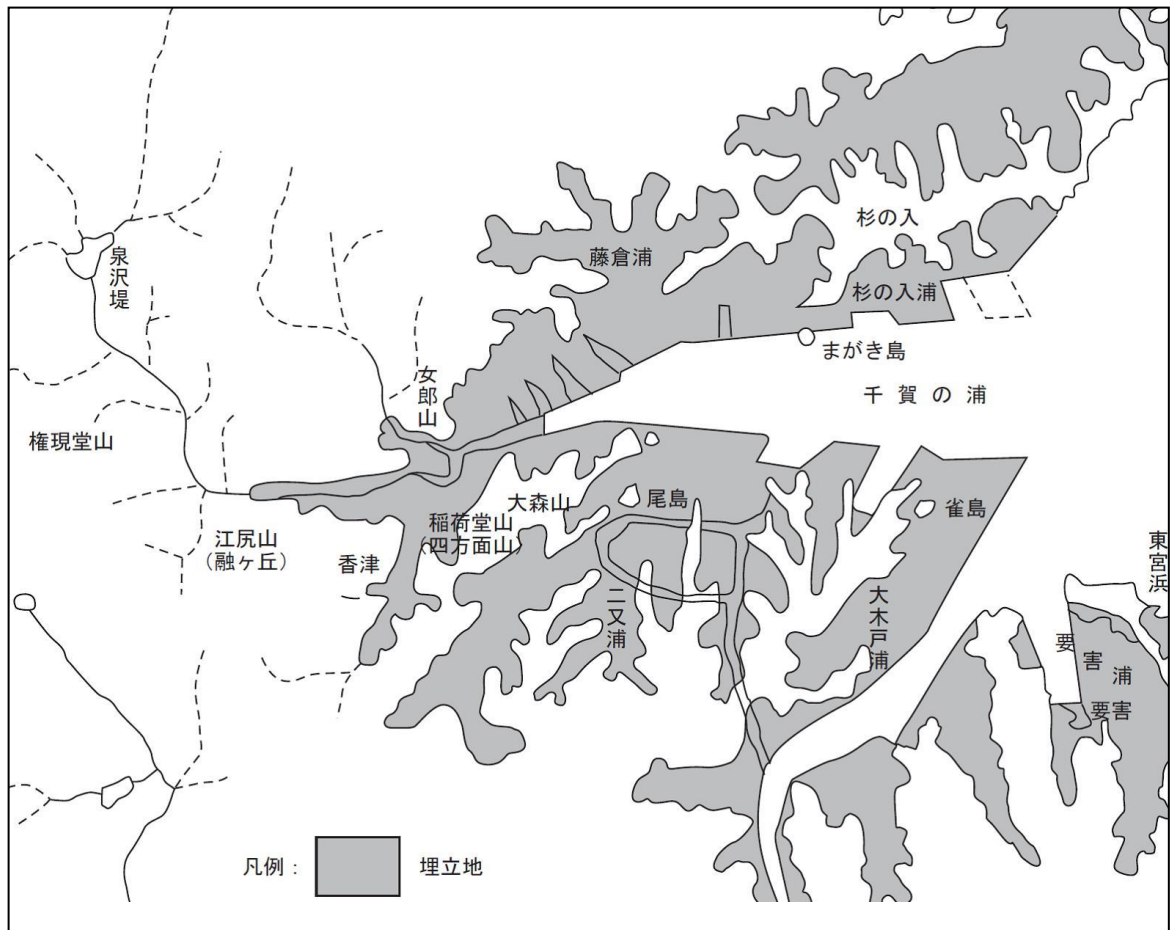 杉の入
藤倉浦
泉沢堤
杉の入浦
まがき島
千賀の浦
女郎山
権現堂山
大森山
尾島
雀島
稲荷堂山
（四方面山）
江尻山
（融ヶ丘）
香津
東宮浜
二又浦
大木戸浦
要害浦
要害
凡例：
埋立地